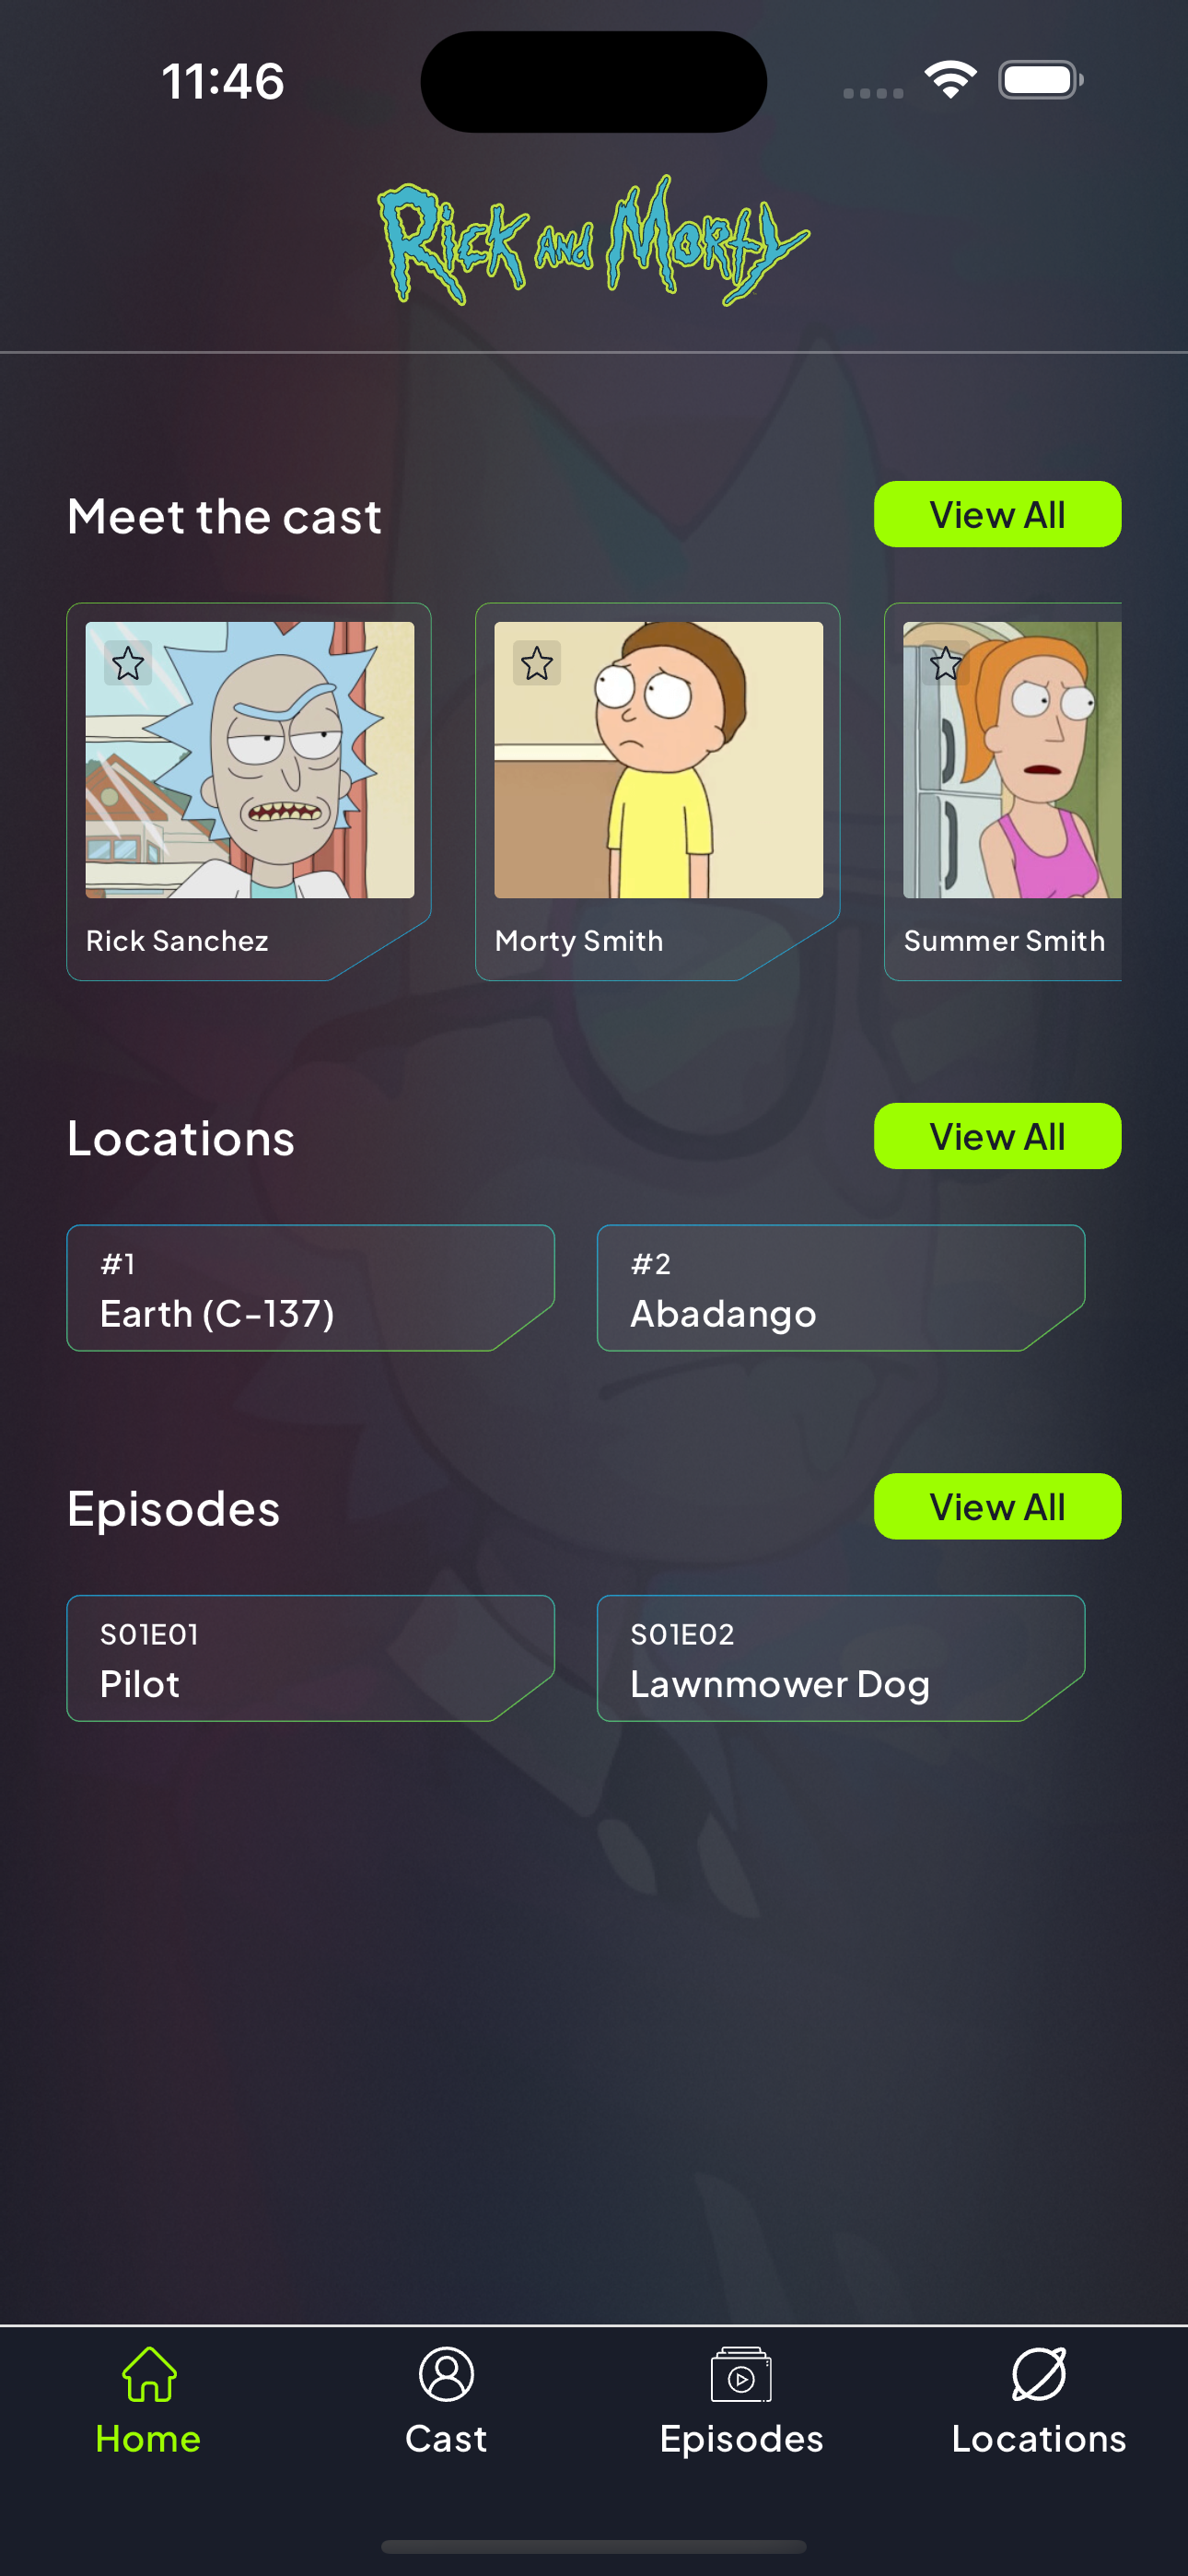 11:46
Rick and Morty
Meet the cast
View All
Rick Sanchez
Morty Smith
Summer Smith
Locations
View All
#1
Earth (C-137)
#2
Abadango
Episodes
View All
S01E01
Pilot
S01E02
Lawnmower Dog
Home
Cast
Episodes
Locations